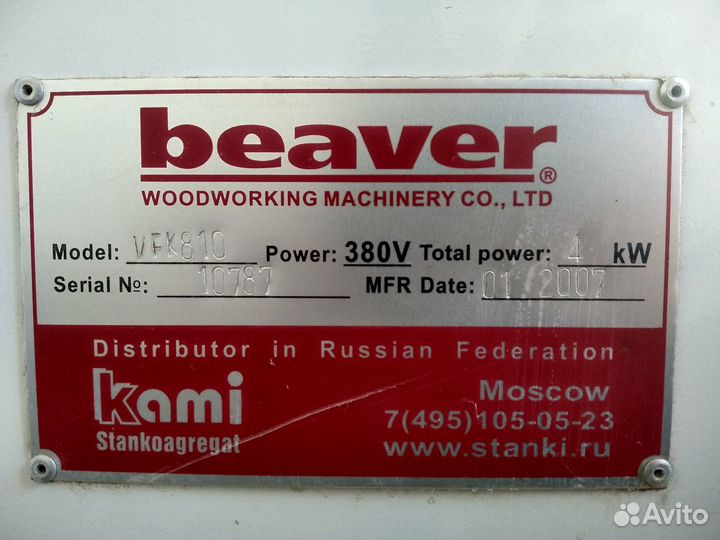 beaver®
WOODWORKING MACHINERY CO., LTD
Model: VFK810 Power: 380V Total power: 4 kW
Serial №: 10787 MFR Date: 01 2007
Distributor in Russian Federation
kami
Stankoagregat
Moscow
7(495)105-05-23
www.stanki.ru
Avito